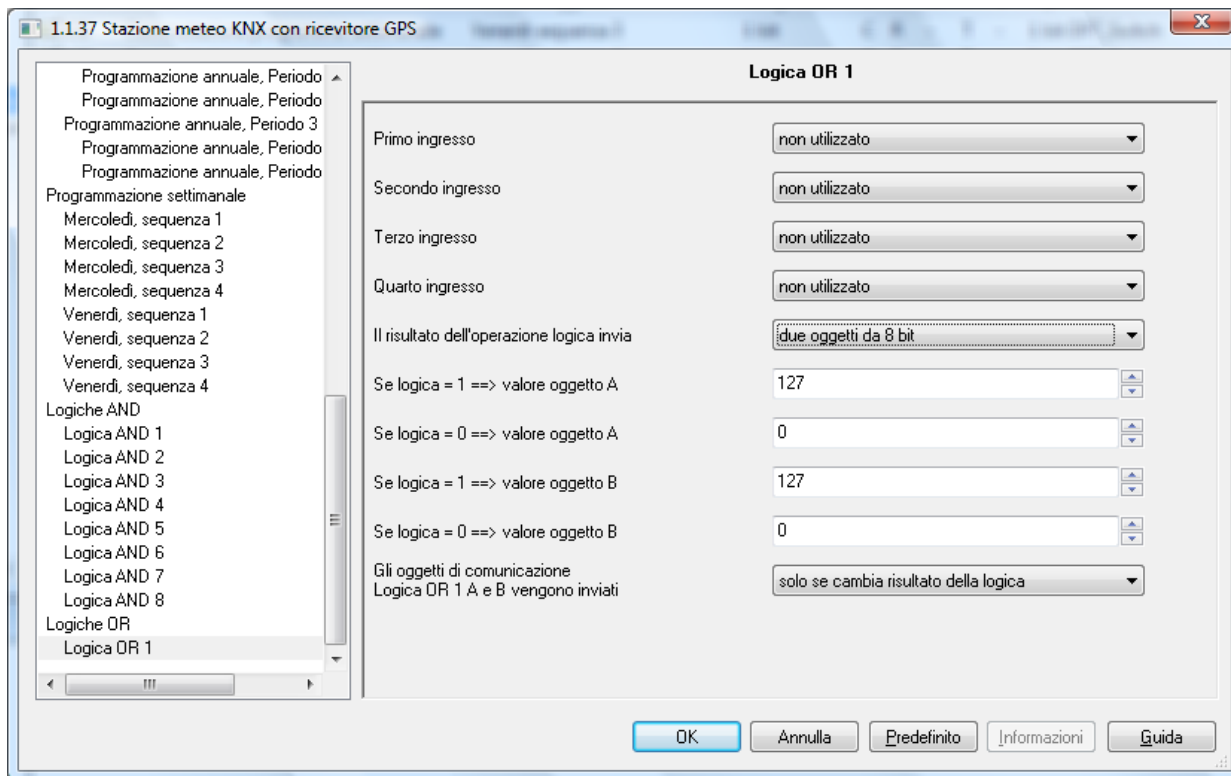 1.1.37 Stazione meteo KNX con ricevitore GPS
Programmazione annuale, Periodo
Programmazione annuale, Periodo
Programmazione annuale, Periodo 3
Programmazione annuale, Periodo
Programmazione annuale, Periodo
Programmazione settimanale
Mercoledì, sequenza 1
Mercoledì, sequenza 2
Mercoledì, sequenza 3
Mercoledì, sequenza 4
Venerdì, sequenza 1
Venerdì, sequenza 2
Venerdì, sequenza 3
Venerdì, sequenza 4
Logiche AND
Logica AND 1
Logica AND 2
Logica AND 3
Logica AND 4
Logica AND 5
Logica AND 6
Logica AND 7
Logica AND 8
Logiche OR
Logica OR 1
Logica OR 1
Primo ingresso non utilizzato
Secondo ingresso non utilizzato
Terzo ingresso non utilizzato
Quarto ingresso non utilizzato
Il risultato dell'operazione logica invia due oggetti da 8 bit
Se logica = 1 ==> valore oggetto A 127
Se logica = 0 ==> valore oggetto A 0
Se logica = 1 ==> valore oggetto B 127
Se logica = 0 ==> valore oggetto B 0
Gli oggetti di comunicazione
Logica OR 1 A e B vengono inviati solo se cambia risultato della logica
OK Annulla Predefinito Informazioni Guida